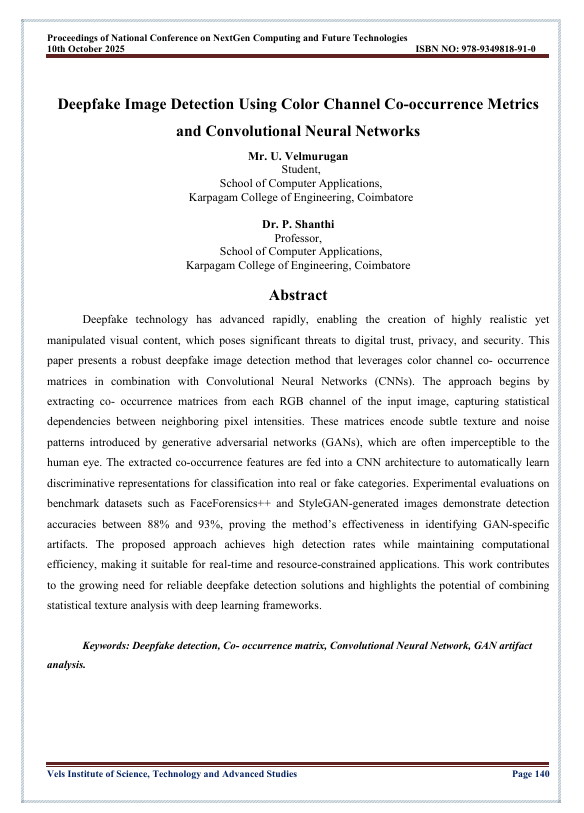 Proceedings of National Conference on NextGen Computing and Future Technologies
10th October 2025 ISBN NO: 978-9349818-91-0
Deepfake Image Detection Using Color Channel Co-occurrence Metrics
and Convolutional Neural Networks
Mr. U. Velmurugan
Student,
School of Computer Applications,
Karpagam College of Engineering, Coimbatore
Dr. P. Shanthi
Professor,
School of Computer Applications,
Karpagam College of Engineering, Coimbatore
Abstract
Deepfake technology has advanced rapidly, enabling the creation of highly realistic yet
manipulated visual content, which poses significant threats to digital trust, privacy, and security. This
paper presents a robust deepfake image detection method that leverages color channel co- occurrence
matrices in combination with Convolutional Neural Networks (CNNs). The approach begins by
extracting co- occurrence matrices from each RGB channel of the input image, capturing statistical
dependencies between neighboring pixel intensities. These matrices encode subtle texture and noise
patterns introduced by generative adversarial networks (GANs), which are often imperceptible to the
human eye. The extracted co-occurrence features are fed into a CNN architecture to automatically learn
discriminative representations for classification into real or fake categories. Experimental evaluations on
benchmark datasets such as FaceForensics++ and StyleGAN-generated images demonstrate detection
accuracies between 88% and 93%, proving the method’s effectiveness in identifying GAN-specific
artifacts. The proposed approach achieves high detection rates while maintaining computational
efficiency, making it suitable for real-time and resource-constrained applications. This work contributes
to the growing need for reliable deepfake detection solutions and highlights the potential of combining
statistical texture analysis with deep learning frameworks.
Keywords: Deepfake detection, Co- occurrence matrix, Convolutional Neural Network, GAN artifact
analysis.
Vels Institute of Science, Technology and Advanced Studies Page 140